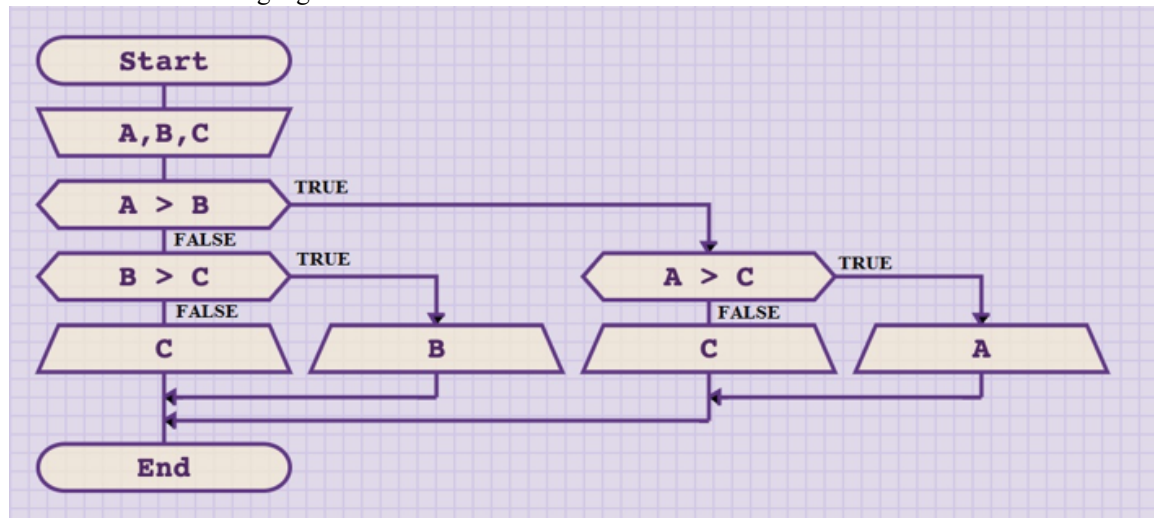 Start
A,B,C
A > B
TRUE
FALSE
B > C
TRUE
A > C
TRUE
FALSE
FALSE
C
B
C
A
End